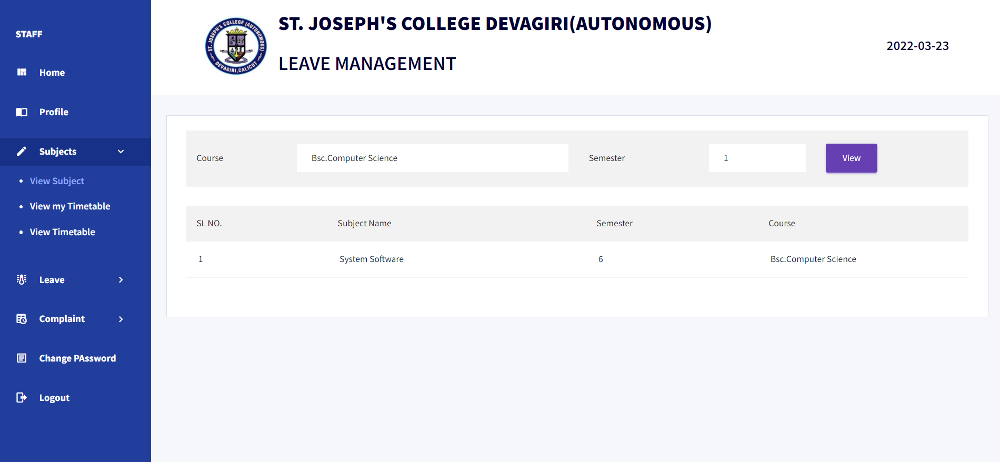 STAFF
Home
Profile
Subjects
View Subject
View my Timetable
View Timetable
Leave
Complaint
Change PAssword
Logout
ST. JOSEPH'S COLLEGE (AUTONOMOUS)
DEVAGIRI, CALICUT
ST. JOSEPH'S COLLEGE DEVAGIRI(AUTONOMOUS)
LEAVE MANAGEMENT
2022-03-23
Course Bsc.Computer Science Semester 1 View
SL NO. Subject Name Semester Course
1 System Software 6 Bsc.Computer Science